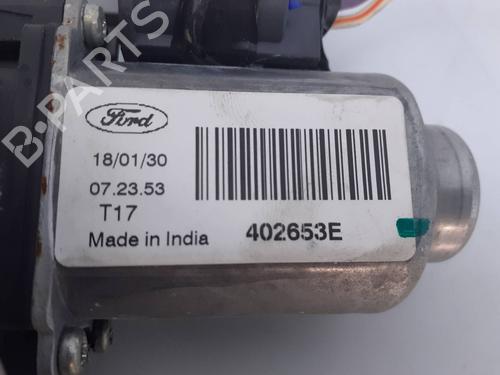 B-PARTS
Ford
18/01/30
07.23.53
T17
Made in India
402653E